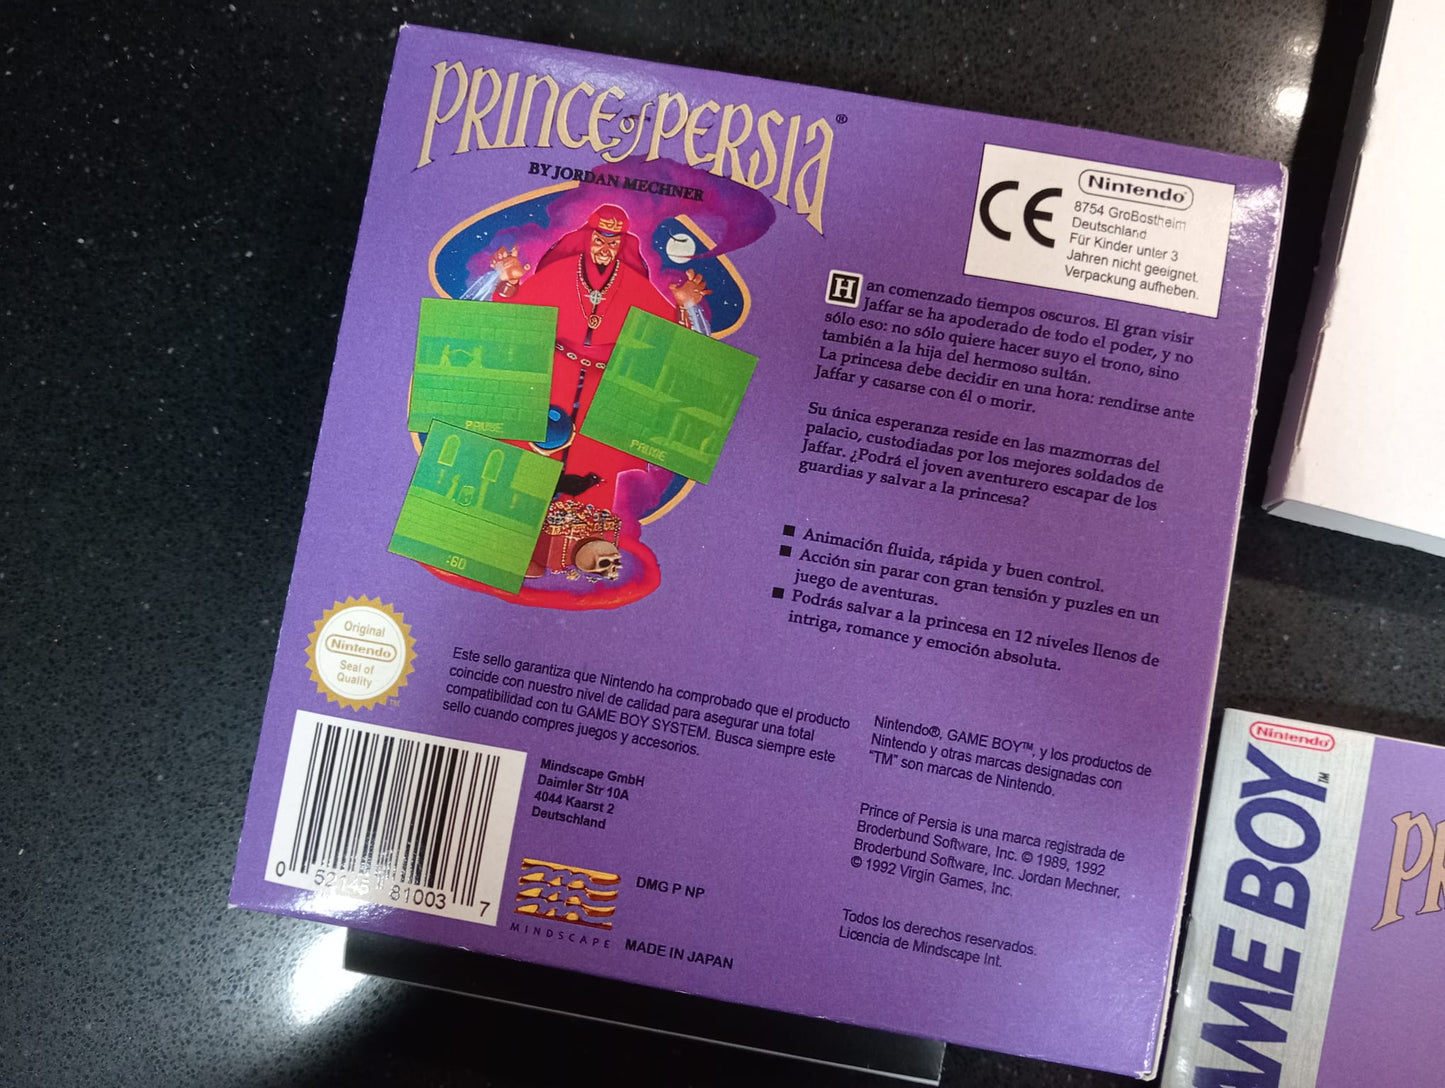 PRINCE of PERSIA®
BY JORDAN MECHNER
CE
Nintendo®
8754 GroBostheim
Deutschland
Für Kinder unter 3
Jahren nicht geeignet.
Verpackung aufheben.
Han comenzado tiempos oscuros. El gran visir
Jaffar se ha apoderado de todo el poder, y no
sólo eso: no sólo quiere hacer suyo el trono, sino
también a la hija del hermoso sultán.
La princesa debe decidir en una hora: rendirse ante
Jaffar y casarse con él o morir.
Su única esperanza reside en las mazmorras del
palacio, custodiadas por los mejores soldados de
Jaffar. ¿Podrá el joven aventurero escapar de los
guardias y salvar a la princesa?
PAUSE
PAUSE
:60
■ Animación fluida, rápida y buen control.
■ Acción sin parar con gran tensión y puzles en un
juego de aventuras.
■ Podrás salvar a la princesa en 12 niveles llenos de
intriga, romance y emoción absoluta.
Original
Nintendo
Seal of
Quality
TM
Este sello garantiza que Nintendo ha comprobado que el producto
coincide con nuestro nivel de calidad para asegurar una total
compatibilidad con tu GAME BOY SYSTEM. Busca siempre este
sello cuando compres juegos y accesorios.
Nintendo®, GAME BOY™, y los productos de
Nintendo y otras marcas designadas con
"TM" son marcas de Nintendo.
Mindscape GmbH
Daimler Str 10A
4044 Kaarst 2
Deutschland
Prince of Persia is una marca registrada de
Broderbund Software, Inc. © 1989, 1992
Broderbund Software, Inc. Jordan Mechner,
© 1992 Virgin Games, Inc.
0 52145 81003 7
MINDSCAPE
DMG P NP
MADE IN JAPAN
Todos los derechos reservados.
Licencia de Mindscape Int.
Nintendo®
GAME BOY™